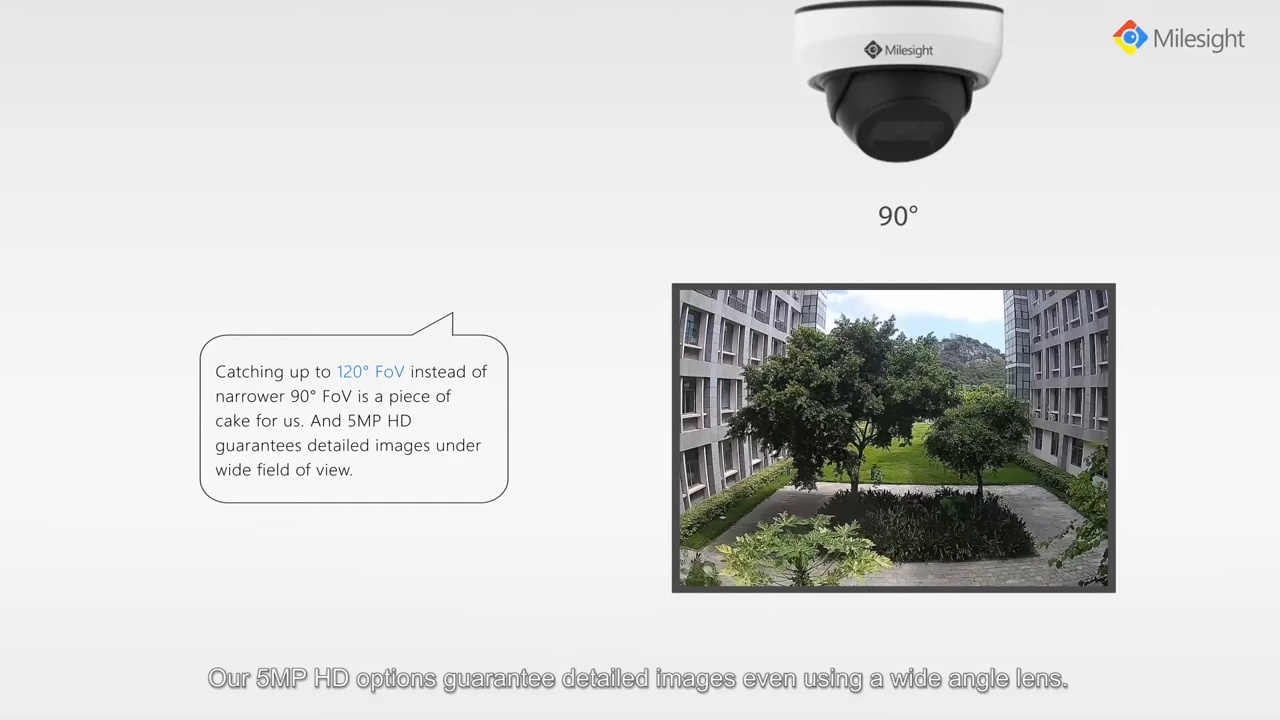 Milesight
Milesight
90°
Catching up to 120° FoV instead of
narrower 90° FoV is a piece of
cake for us. And 5MP HD
guarantees detailed images under
wide field of view.
Our 5MP HD options guarantee detailed images even using a wide angle lens.